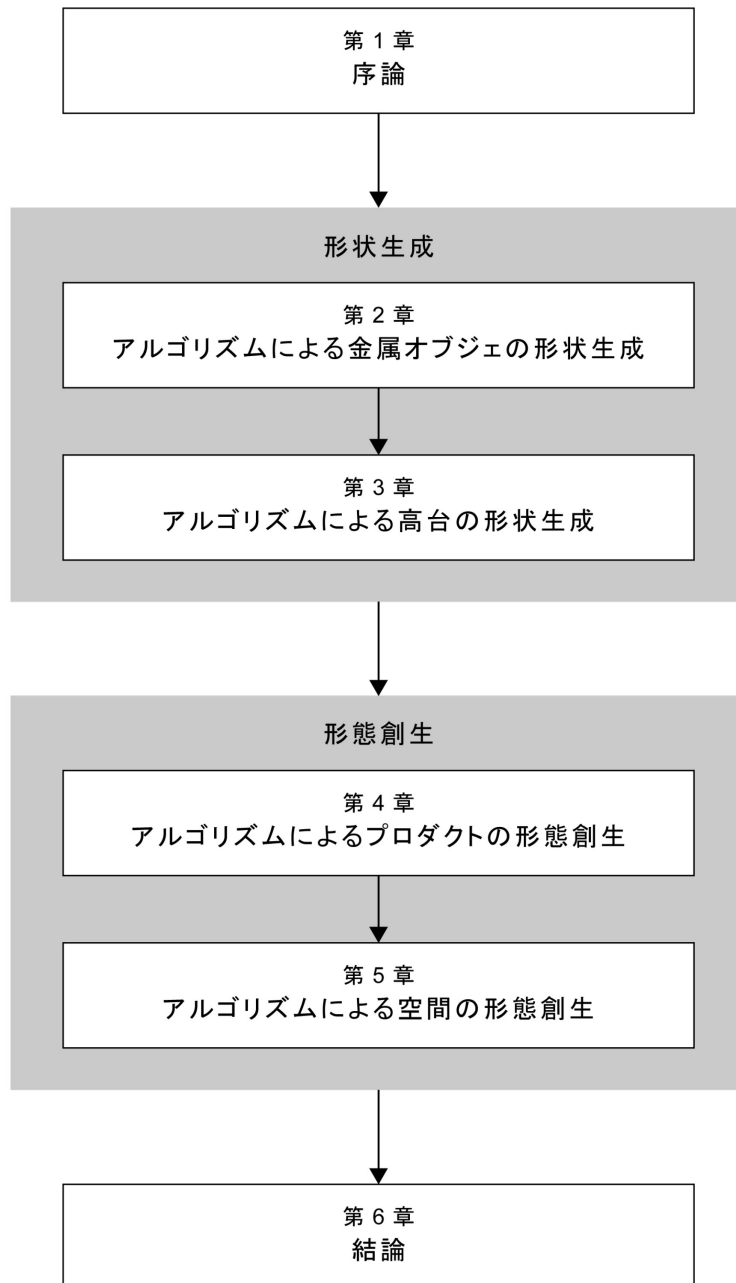 第 1 章
序論
形状生成
第 2 章
アルゴリズムによる金属オブジェの形状生成
第 3 章
アルゴリズムによる高台の形状生成
形態創生
第 4 章
アルゴリズムによるプロダクトの形態創生
第 5 章
アルゴリズムによる空間の形態創生
第 6 章
結論